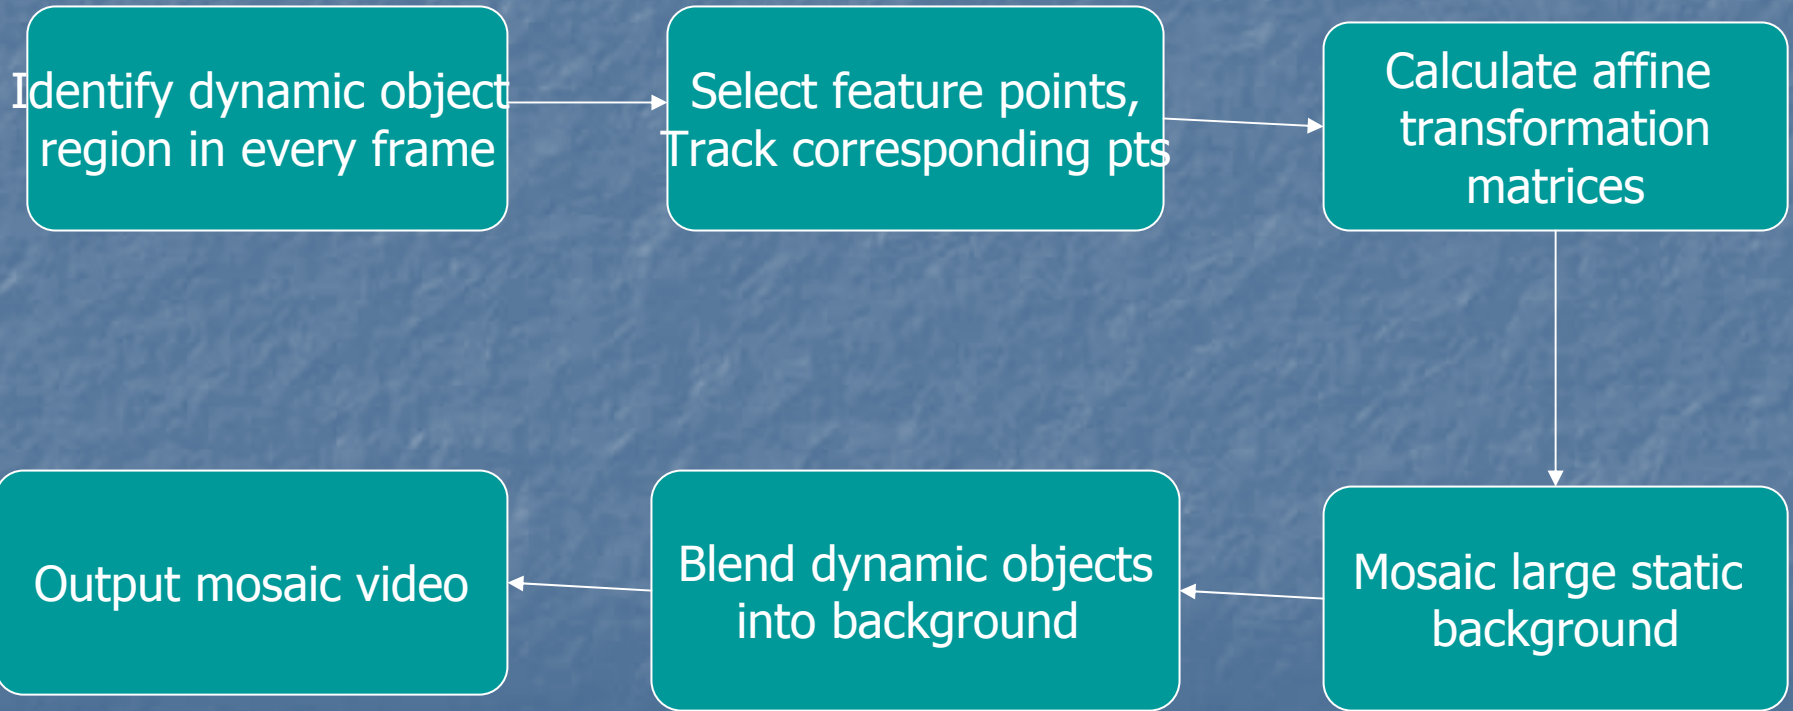 Identify dynamic object
region in every frame
Select feature points,
Track corresponding pts
Calculate affine
transformation
matrices
Mosaic large static
background
Blend dynamic objects
into background
Output mosaic video